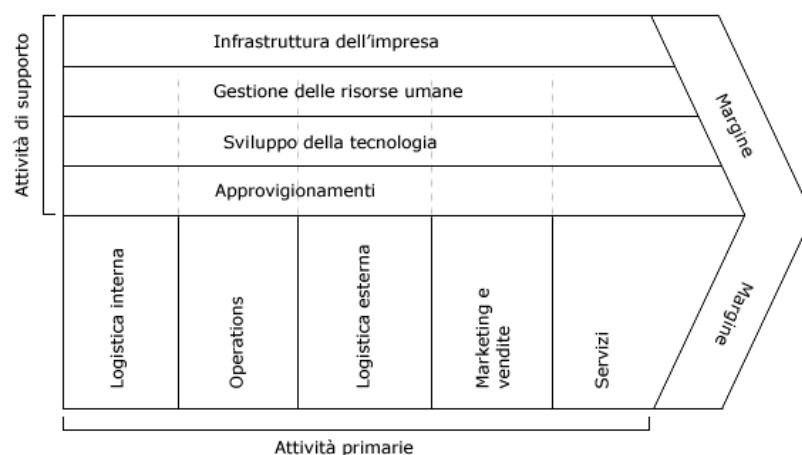 Attività di supporto
Infrastruttura dell'impresa
Gestione delle risorse umane
Sviluppo della tecnologia
Approvigionamenti
Margine
Logistica interna
Operations
Logistica esterna
Marketing e
vendite
Servizi
Margine
Attività primarie